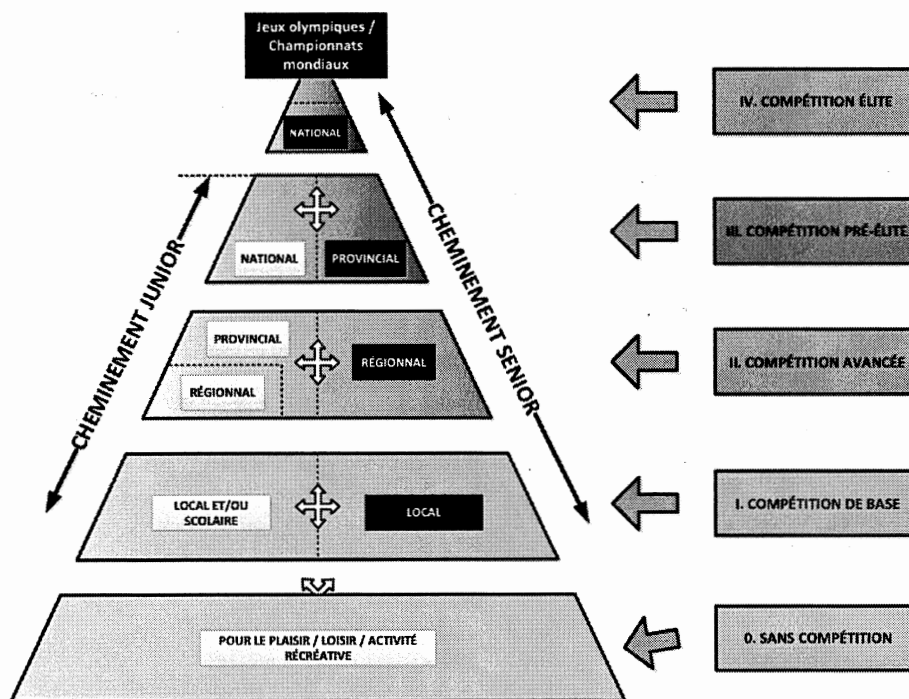 Jeux olympiques /
Championnats
mondiaux
NATIONAL
IV. COMPÉTITION ÉLITE
CHEMINEMENT JUNIOR
CHEMINEMENT SENIOR
NATIONAL
PROVINCIAL
III. COMPÉTITION PRÉ-ÉLITE
PROVINCIAL
RÉGIONNAL
RÉGIONNAL
II. COMPÉTITION AVANCÉE
LOCAL ET/OU
SCOLAIRE
LOCAL
I. COMPÉTITION DE BASE
POUR LE PLAISIR / LOISIR / ACTIVITÉ
RÉCRÉATIVE
0. SANS COMPÉTITION